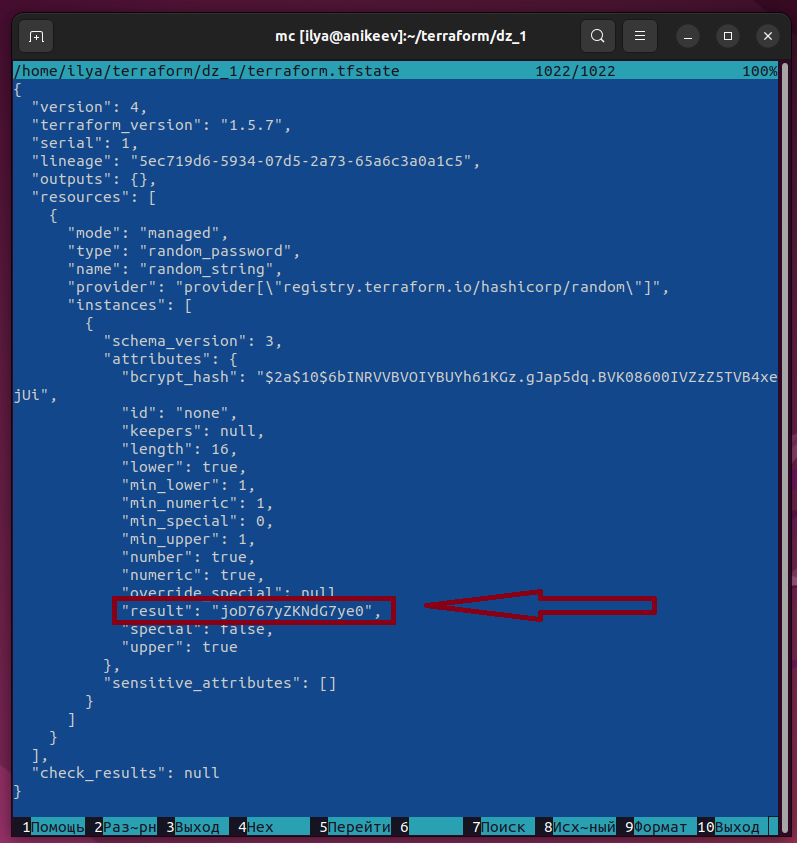 mc [ilya@anikeev]:~/terraform/dz_1
/home/ilya/terraform/dz_1/terraform.tfstate 1022/1022 100%
{
"version": 4,
"terraform_version": "1.5.7",
"serial": 1,
"lineage": "5ec719d6-5934-07d5-2a73-65a6c3a0a1c5",
"outputs": {},
"resources": [
{
"mode": "managed",
"type": "random_password",
"name": "random_string",
"provider": "provider[\"registry.terraform.io/hashicorp/random\"]",
"instances": [
{
"schema_version": 3,
"attributes": {
"bcrypt_hash": "$2a$10$6bINRVVBVOIYBUYh61KGz.gJap5dq.BVK08600IVZzZ5TVB4xe
jUi",
"id": "none",
"keepers": null,
"length": 16,
"lower": true,
"min_lower": 1,
"min_numeric": 1,
"min_special": 0,
"min_upper": 1,
"number": true,
"numeric": true,
"override_special": null
"result": "joD767yZKNdG7ye0",
"special": false,
"upper": true
},
"sensitive_attributes": []
}
]
}
],
"check_results": null
}
1Помощь 2Раз~рн 3Выход 4Hex 5Перейти 6 7Поиск 8Исх~ный 9Формат 10Выход